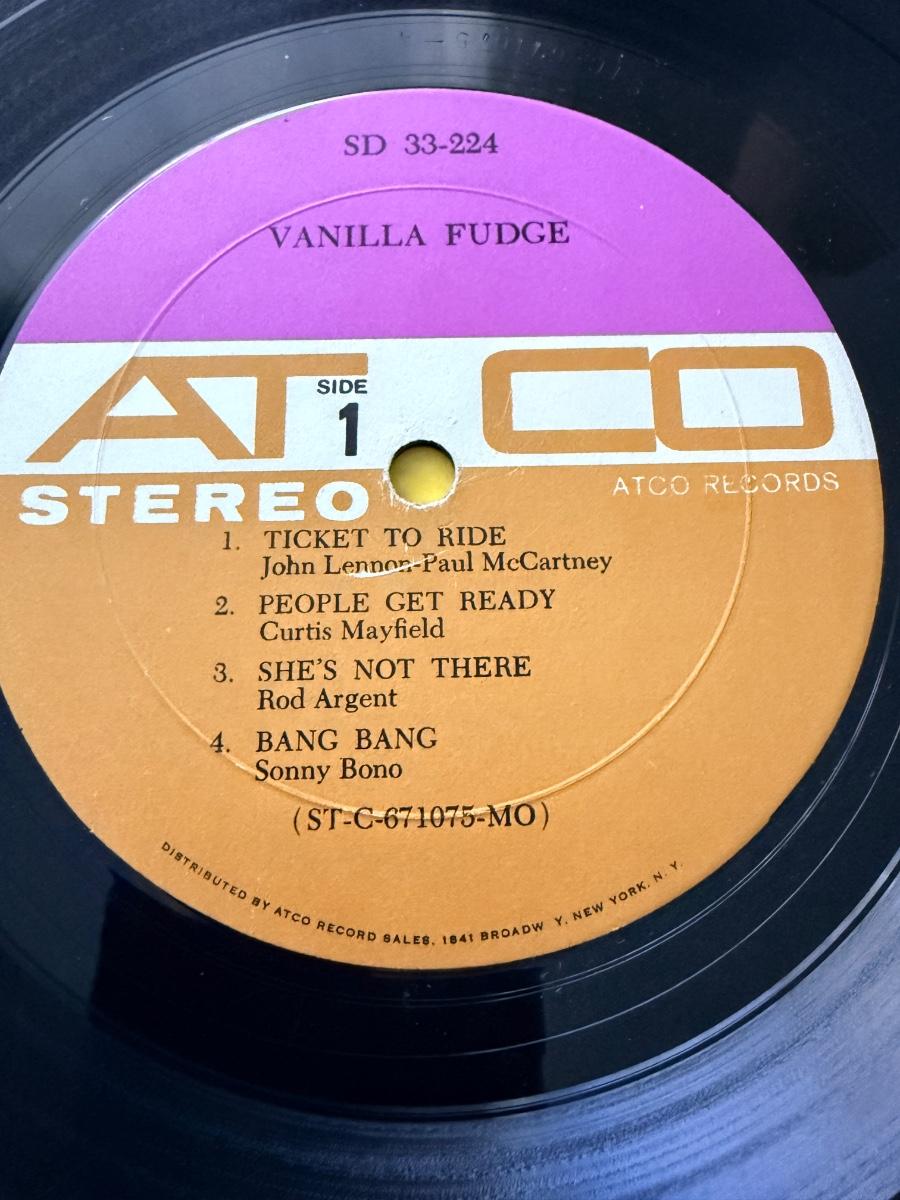 SD 33-224
VANILLA FUDGE
ATCO
SIDE
1
STEREO
ATCO RECORDS
1. TICKET TO RIDE
John Lennon-Paul McCartney
2. PEOPLE GET READY
Curtis Mayfield
3. SHE'S NOT THERE
Rod Argent
4. BANG BANG
Sonny Bono
(ST-C-671075-MO)
DISTRIBUTED BY ATCO RECORD SALES, 1841 BROADW Y, NEW YORK, N. Y.